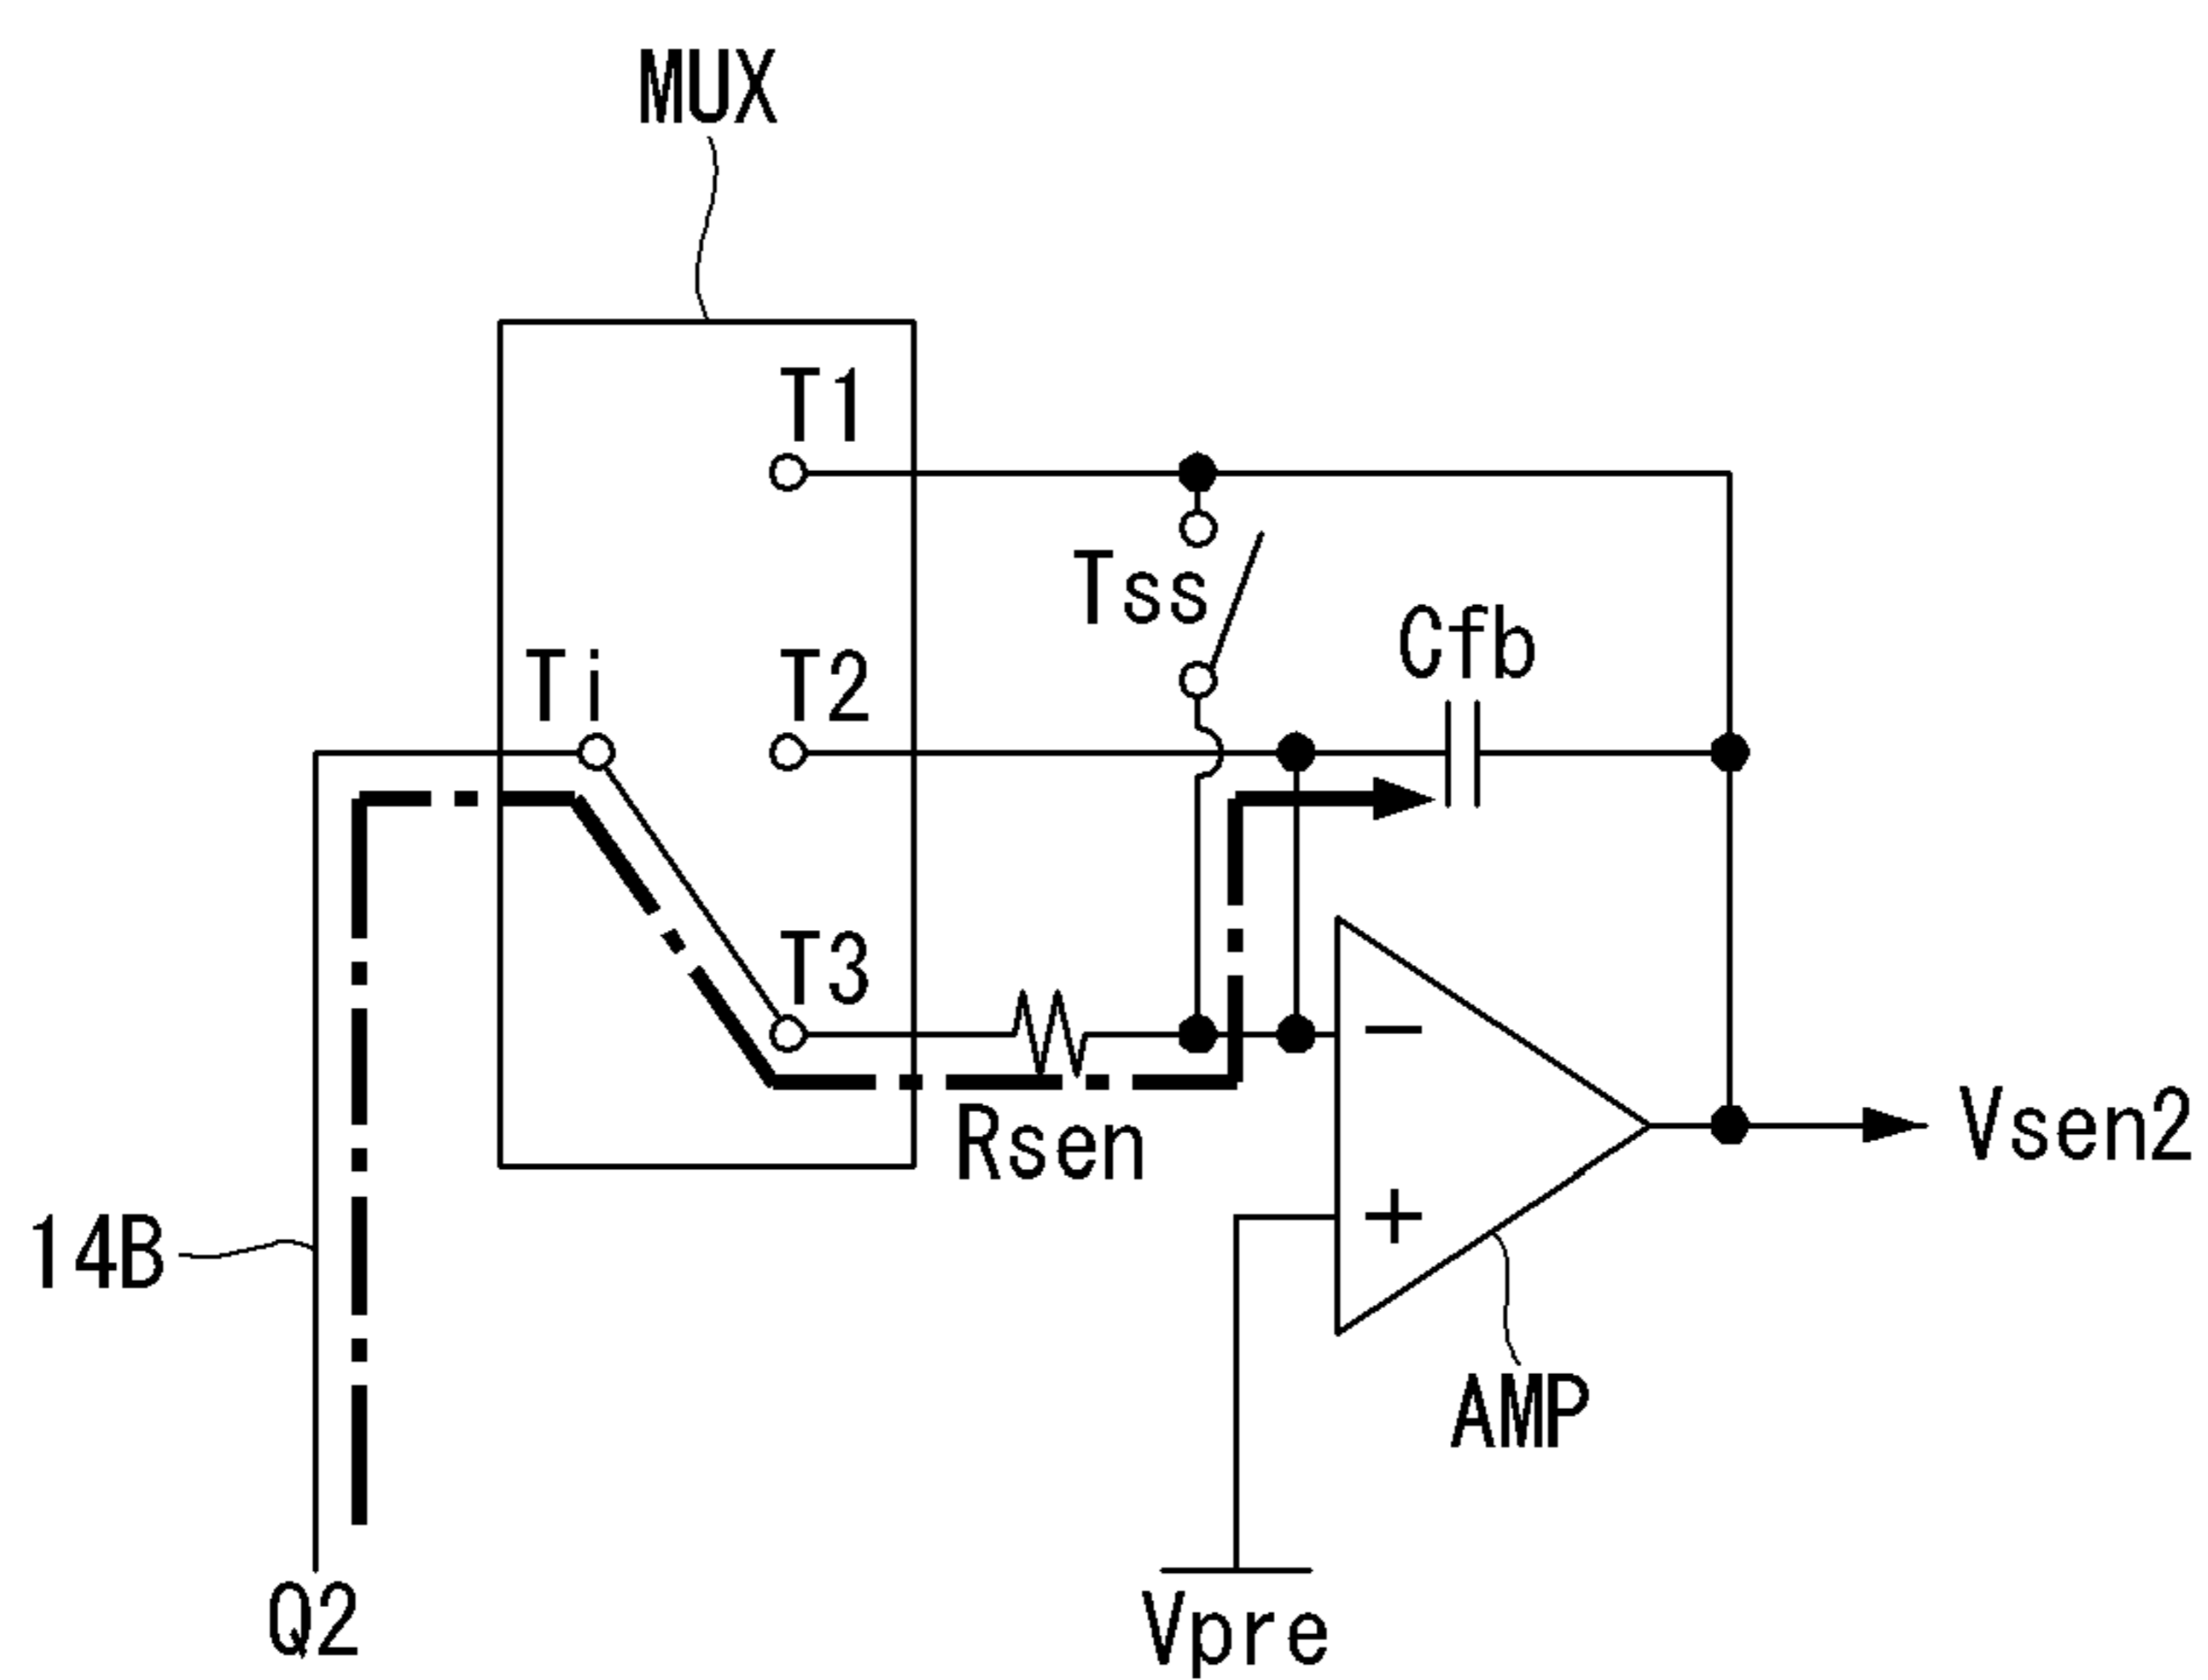 MUX
T1
Tss
Cfb
Ti
T2
T3
−
Rsen
Vsen2
+
14B
AMP
Q2
Vpre